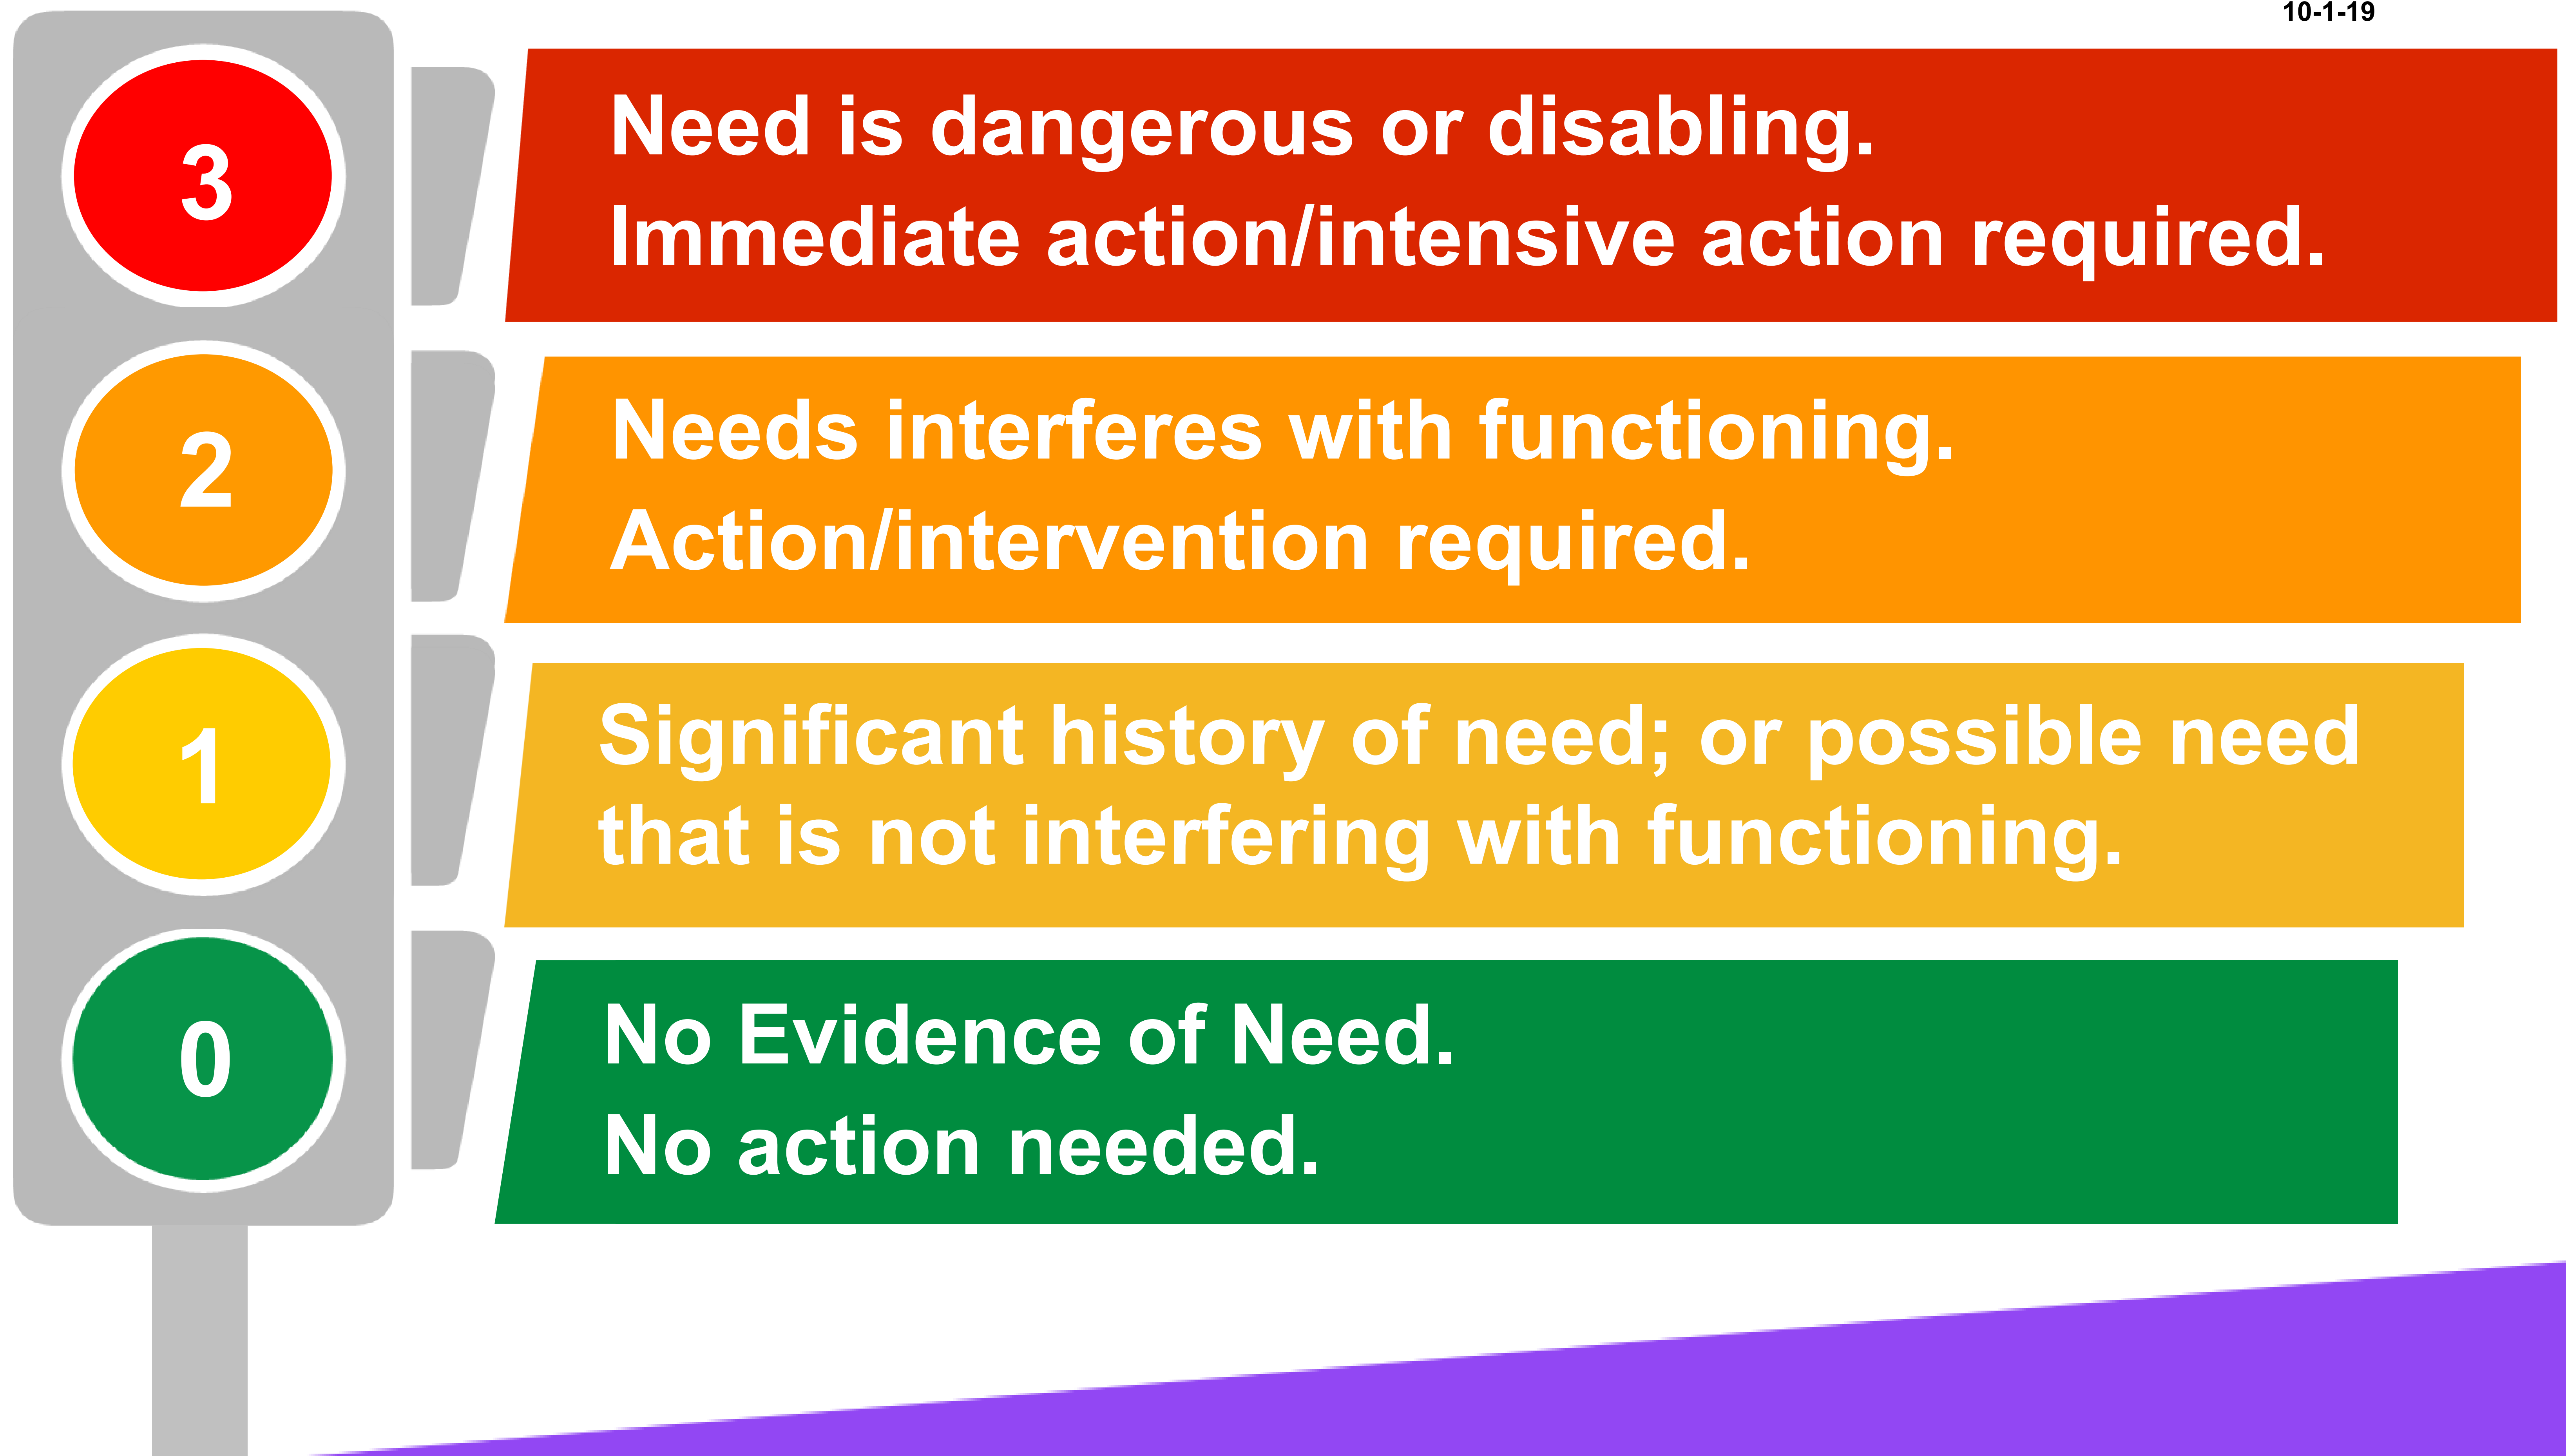 10-1-19
3
Need is dangerous or disabling.
Immediate action/intensive action required.
2
Needs interferes with functioning.
Action/intervention required.
1
Significant history of need; or possible need
that is not interfering with functioning.
0
No Evidence of Need.
No action needed.